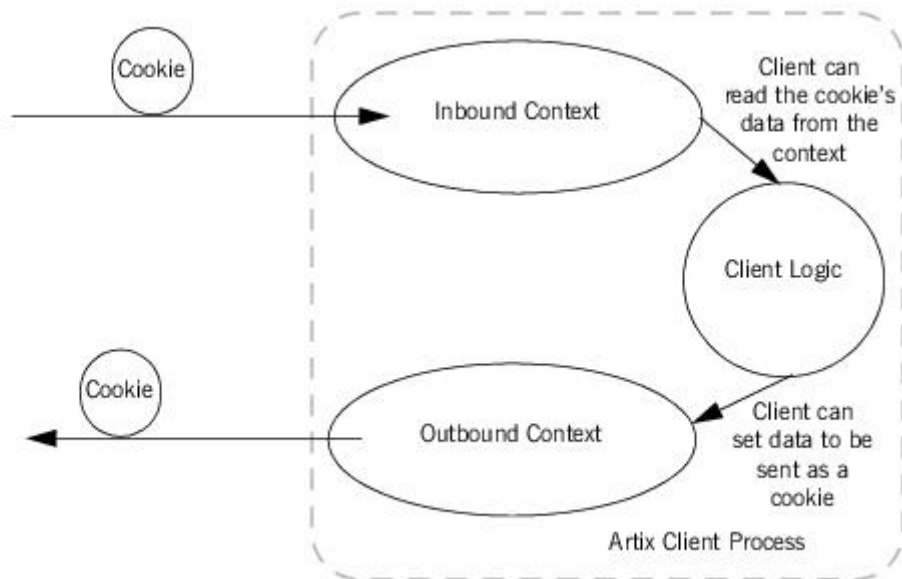 Cookie
Inbound Context
Client can
read the cookie's
data from the
context
Client Logic
Cookie
Outbound Context
Client can
set data to be
sent as a
cookie
Artix Client Process